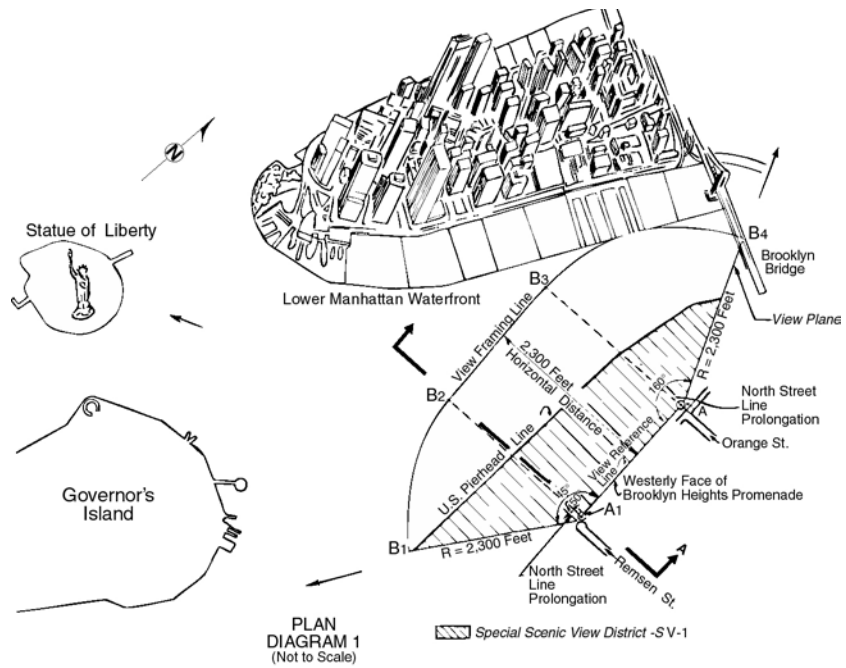 N
Statue of Liberty
Lower Manhattan Waterfront
B4
Brooklyn
Bridge
View Plane
B3
View Framing Line
2,300 Feet
Horizontal Distance
R = 2,300 Feet
B2
160°
A
North Street
Line
Prolongation
Orange St.
U.S. Pierhead Line
View Reference
Line
Westerly Face of
Brooklyn Heights Promenade
Governor's
Island
45°
A1
B1
R = 2,300 Feet
A
Remsen St.
North Street
Line
Prolongation
PLAN
DIAGRAM 1
(Not to Scale)
Special Scenic View District -S V-1